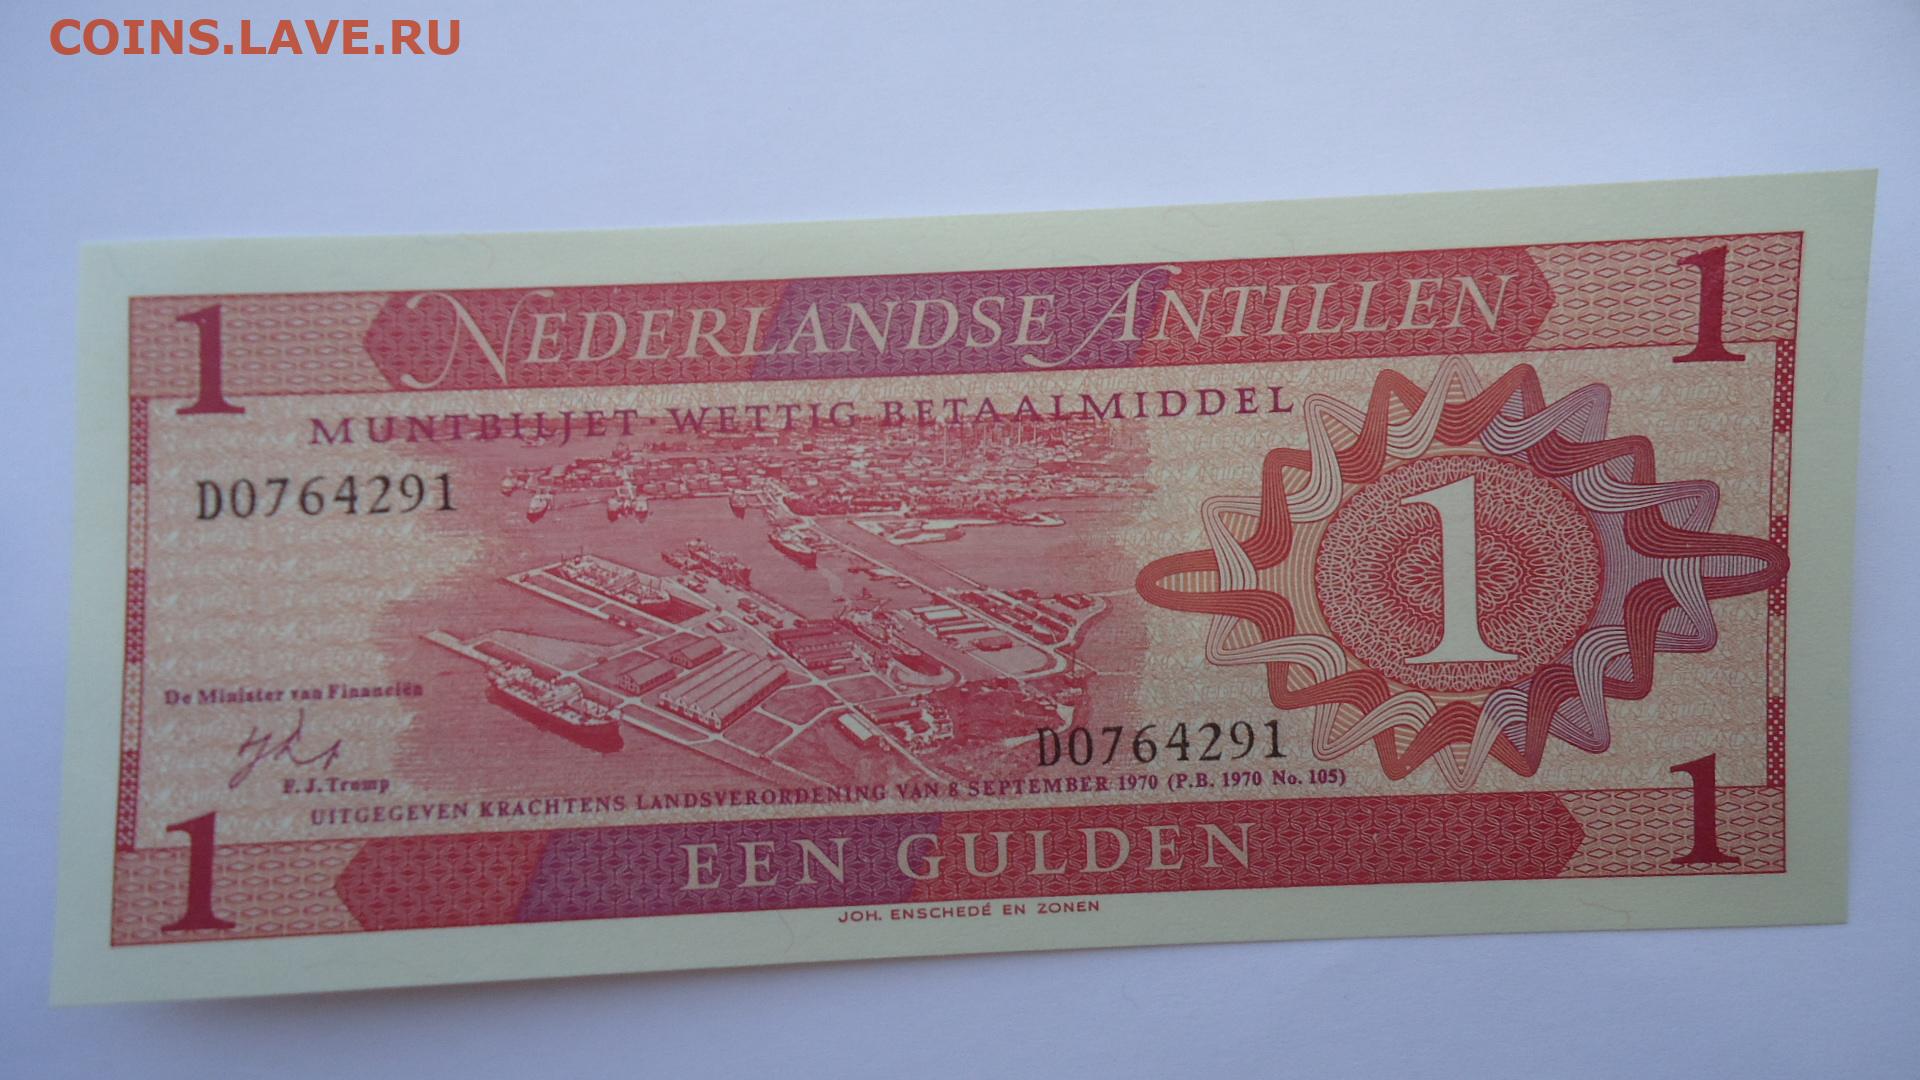 COINS.LAVE.RU
1 NEDERLANDSE ANTILLEN 1
MUNTBILJET·WETTIG BETAALMIDDEL
D0764291
1
De Minister van Financiën
D0764291
F.J. Tromp
UITGEGEVEN KRACHTENS LANDSVERORDENING VAN 8 SEPTEMBER 1970 (P.B. 1970 No. 105)
1 EEN GULDEN 1
JOH. ENSCHEDÉ EN ZONEN